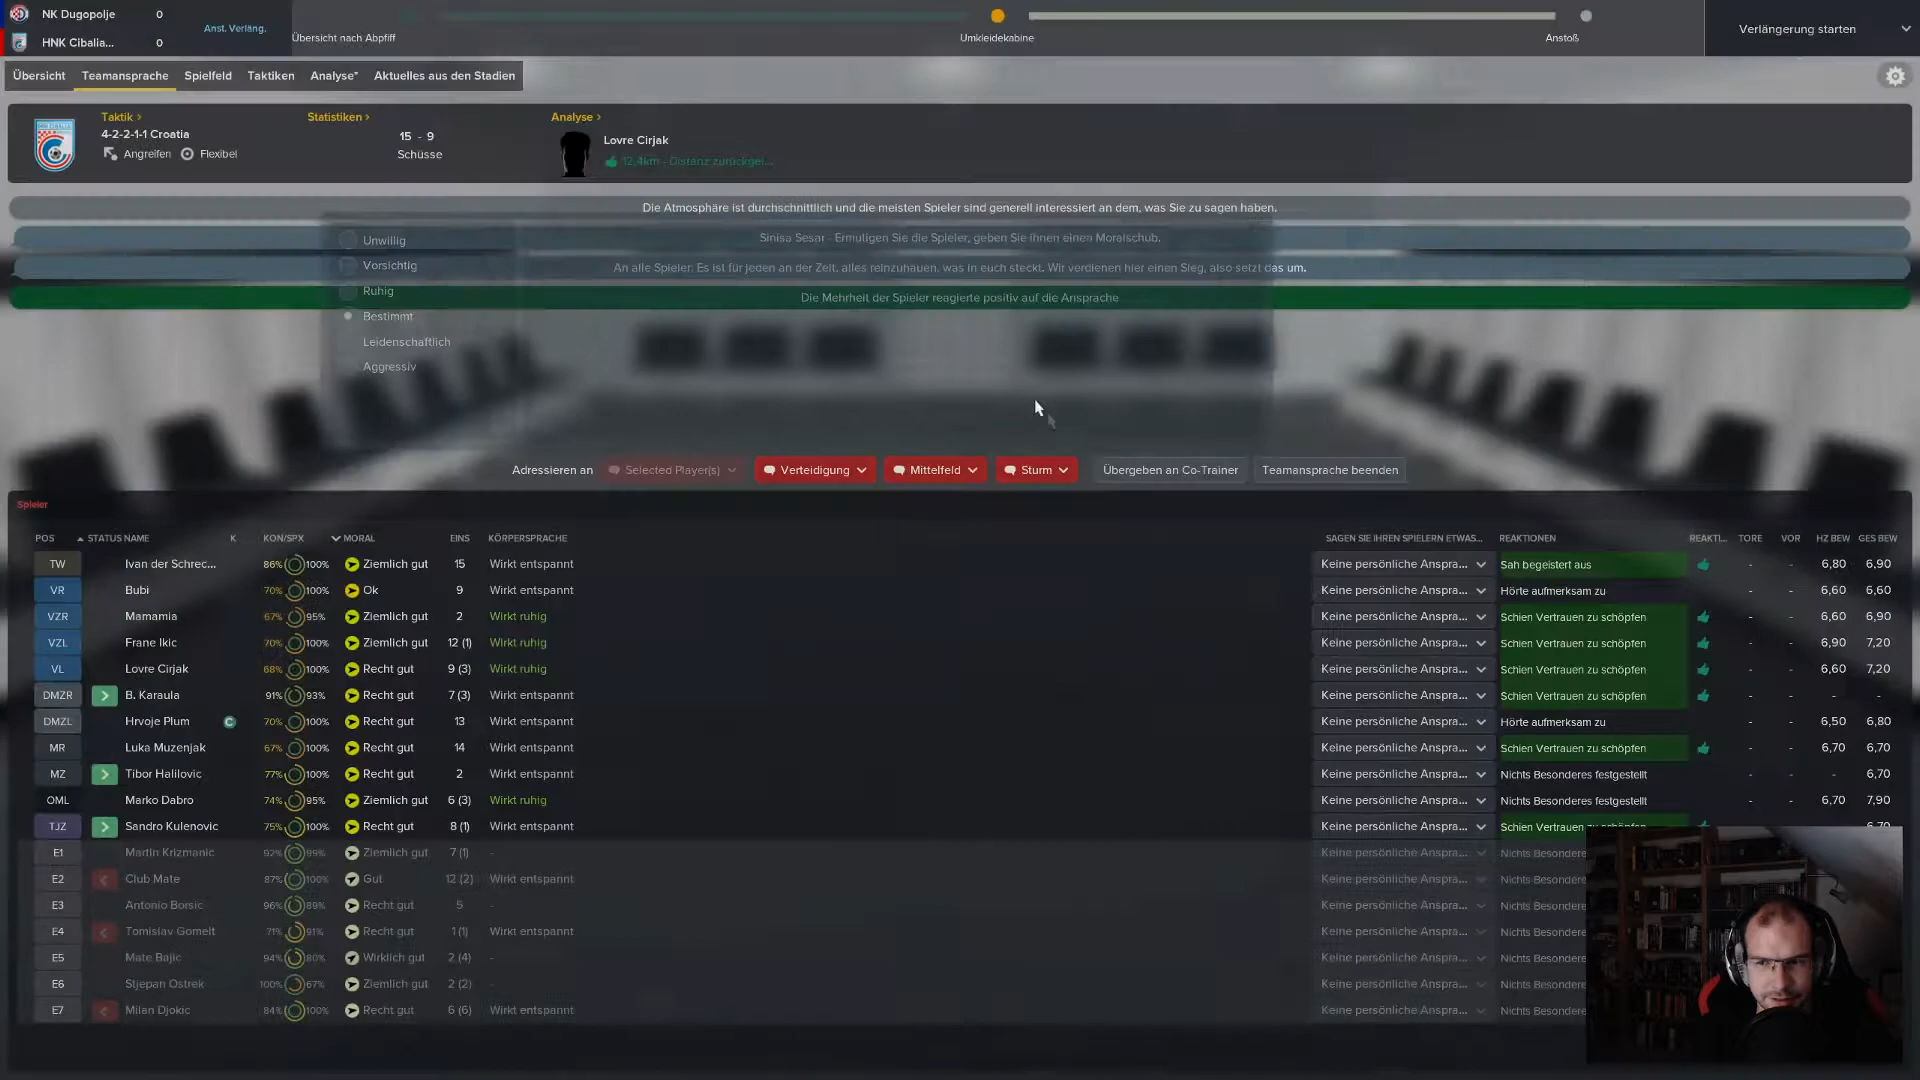 NK Dugopolje 0
HNK Cibalia... 0
Anst. Verläng.
Übersicht nach Abpfiff
Umkleidekabine
Anstoß
Verlängerung starten
Übersicht Teamansprache Spielfeld Taktiken Analyse* Aktuelles aus den Stadien
Taktik >
4-2-2-1-1 Croatia
Angreifen Flexibel
Statistiken >
15 - 9
Schüsse
Analyse >
Lovre Cirjak
12,4km - Distanz zurückgel...
Die Atmosphäre ist durchschnittlich und die meisten Spieler sind generell interessiert an dem, was Sie zu sagen haben.
Sinisa Sesar - Ermutigen Sie die Spieler, geben Sie ihnen einen Moralschub.
An alle Spieler: Es ist für jeden an der Zeit, alles reinzuhauen, was in euch steckt. Wir verdienen hier einen Sieg, also setzt das um.
Die Mehrheit der Spieler reagierte positiv auf die Ansprache
Unwillig
Vorsichtig
Ruhig
Bestimmt
Leidenschaftlich
Aggressiv
Adressieren an Selected Player(s) Verteidigung Mittelfeld Sturm Übergeben an Co-Trainer Teamansprache beenden
Spieler
POS STATUS NAME K KON/SPX MORAL EINS KÖRPERSPRACHE SAGEN SIE IHREN SPIELERN ETWAS... REAKTIONEN REAKTI... TORE VOR HZ BEW GES BEW
TW Ivan der Schrec... 86% 100% Ziemlich gut 15 Wirkt entspannt Keine persönliche Anspra... Sah begeistert aus - - 6,80 6,90
VR Bubi 70% 100% Ok 9 Wirkt entspannt Keine persönliche Anspra... Hörte aufmerksam zu - - 6,60 6,60
VZR Mamamia 67% 95% Ziemlich gut 2 Wirkt ruhig Keine persönliche Anspra... Schien Vertrauen zu schöpfen - - 6,60 6,90
VZL Frane Ikic 70% 100% Ziemlich gut 12 (1) Wirkt ruhig Keine persönliche Anspra... Schien Vertrauen zu schöpfen - - 6,90 7,20
VL Lovre Cirjak 68% 100% Recht gut 9 (3) Wirkt ruhig Keine persönliche Anspra... Schien Vertrauen zu schöpfen - - 6,60 7,20
DMZR B. Karaula 91% 93% Recht gut 7 (3) Wirkt entspannt Keine persönliche Anspra... Schien Vertrauen zu schöpfen - - - -
DMZL Hrvoje Plum C 70% 100% Recht gut 13 Wirkt entspannt Keine persönliche Anspra... Hörte aufmerksam zu - - 6,50 6,80
MR Luka Muzenjak 67% 100% Recht gut 14 Wirkt entspannt Keine persönliche Anspra... Schien Vertrauen zu schöpfen - - 6,70 6,70
MZ Tibor Halilovic 77% 100% Recht gut 2 Wirkt entspannt Keine persönliche Anspra... Nichts Besonderes festgestellt - - - 6,70
OML Marko Dabro 74% 95% Ziemlich gut 6 (3) Wirkt ruhig Keine persönliche Anspra... Nichts Besonderes festgestellt - - 6,70 7,90
TJZ Sandro Kulenovic 75% 100% Recht gut 8 (1) Wirkt entspannt Keine persönliche Anspra... Schien Vertrauen zu schöpfen - - - 6,70
E1 Martin Krizmanic 92% 99% Ziemlich gut 7 (1) - Keine persönliche Anspra... Nichts Besondere
E2 Club Mate 87% 100% Gut 12 (2) Wirkt entspannt Keine persönliche Anspra... Nichts Besondere
E3 Antonio Borsic 96% 89% Recht gut 5 - Keine persönliche Anspra... Nichts Besondere
E4 Tomislav Gomelt 71% 91% Recht gut 1 (1) Wirkt entspannt Keine persönliche Anspra... Nichts Besondere
E5 Mate Bajic 94% 80% Wirklich gut 2 (4) - Keine persönliche Anspra... Nichts Besondere
E6 Stjepan Ostrek 100% 67% Ziemlich gut 2 (2) - Keine persönliche Anspra... Nichts Besondere
E7 Milan Djokic 84% 100% Recht gut 6 (6) Wirkt entspannt Keine persönliche Anspra... Nichts Besondere